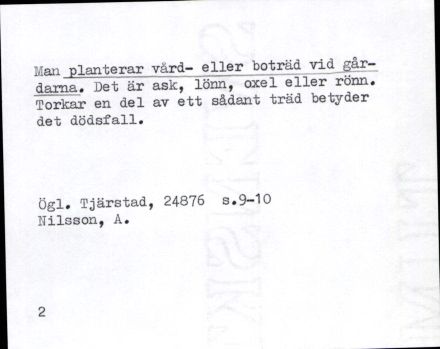 Man planterar vård- eller boträd vid går-
darna. Det är ask, lönn, oxel eller rönn.
Torkar en del av ett sådant träd betyder
det dödsfall.
Ögl. Tjärstad, 24876 s.9-10
Nilsson, A.
2